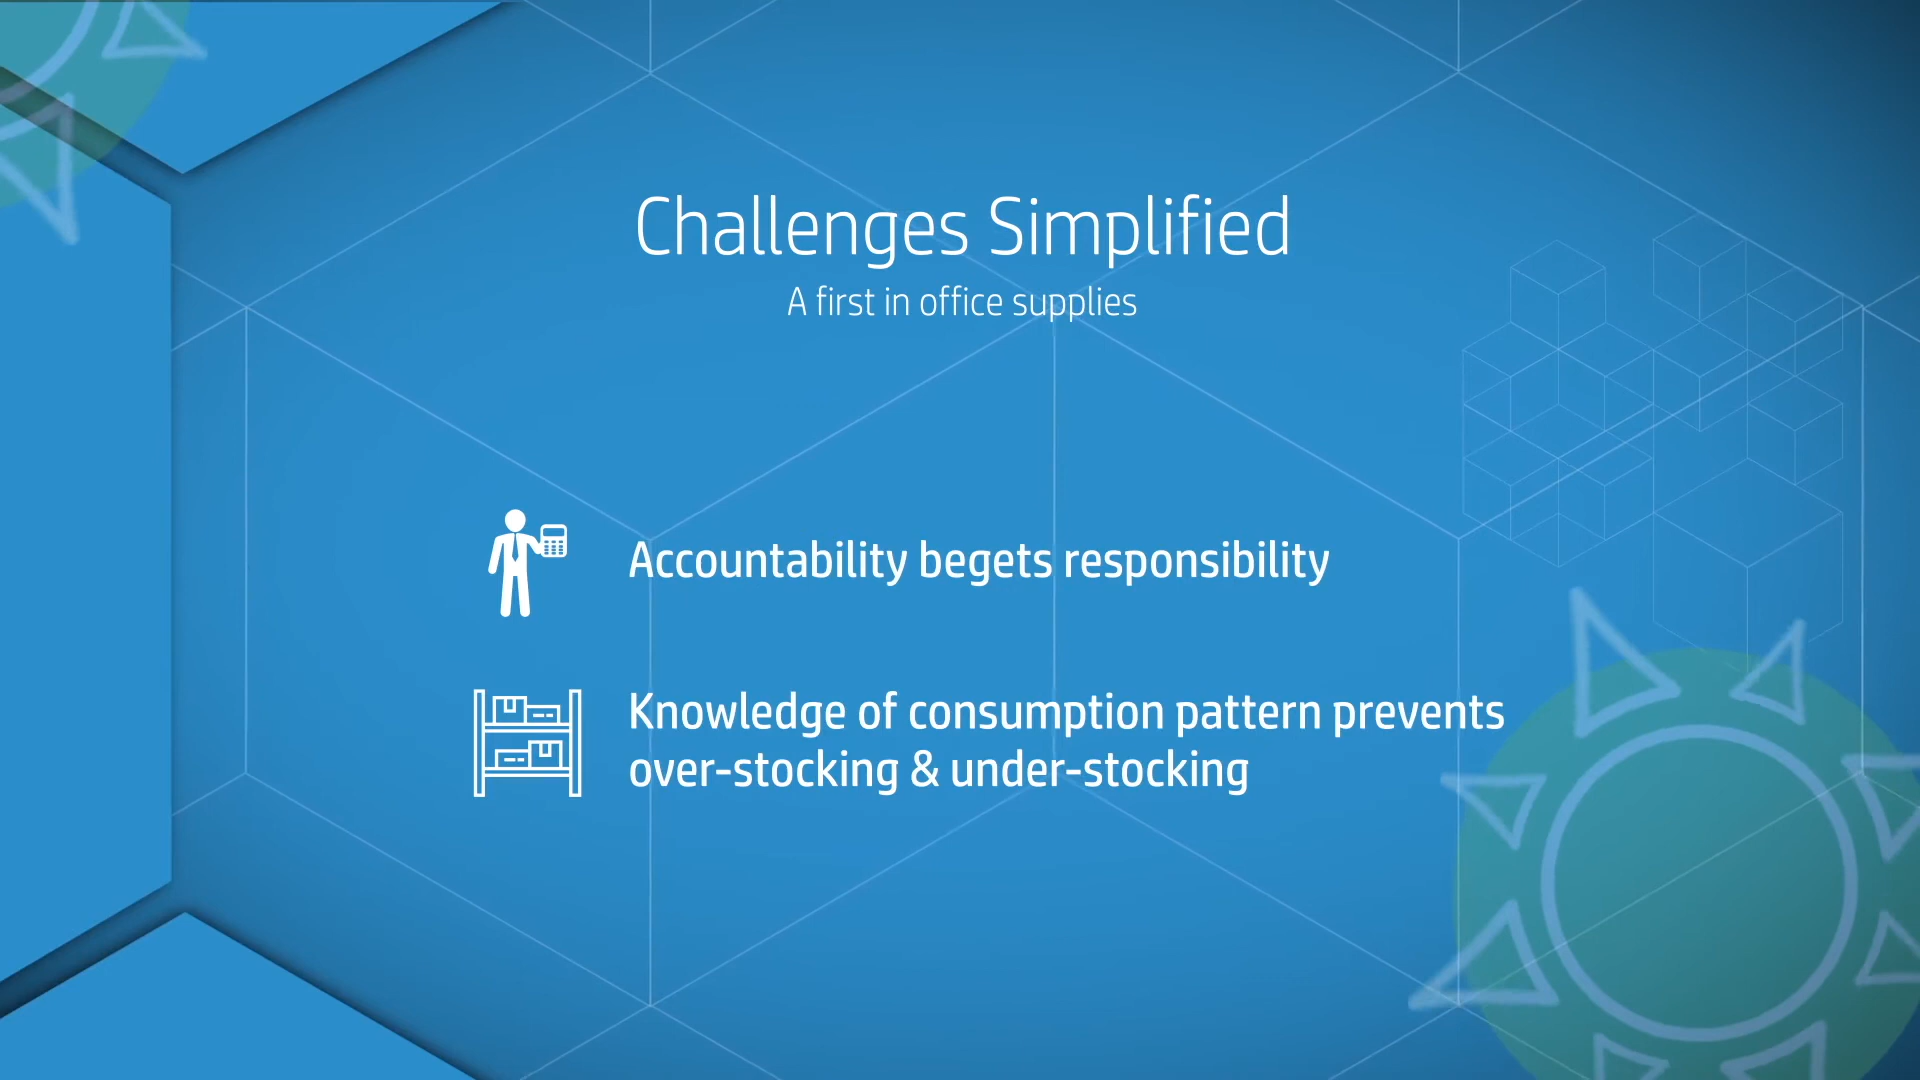 Challenges Simplified
A first in office supplies
Accountability begets responsibility
Knowledge of consumption pattern prevents
over-stocking & under-stocking